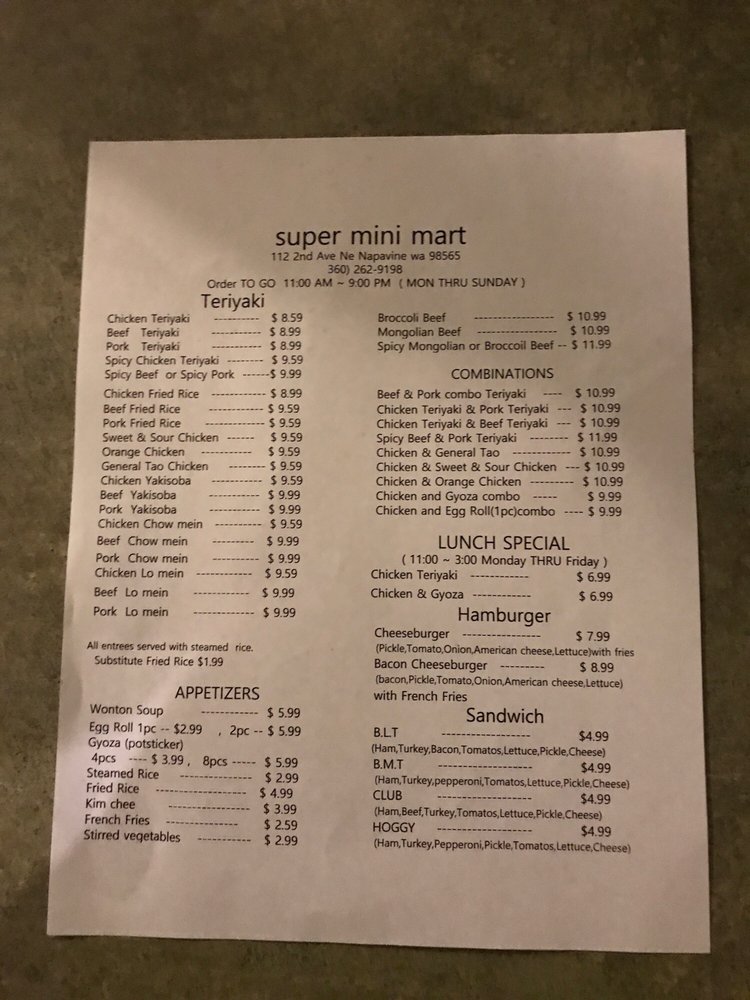 super mini mart
112 2nd Ave Ne Napavine wa 98565
360) 262-9198
Order TO GO 11:00 AM ~ 9:00 PM ( MON THRU SUNDAY )
Teriyaki
Chicken Teriyaki ---------- $ 8.59
Beef Teriyaki ----------- $ 8.99
Pork Teriyaki ----------- $ 8.99
Spicy Chicken Teriyaki -------- $ 9.59
Spicy Beef or Spicy Pork ------$ 9.99
Chicken Fried Rice ------------ $ 8.99
Beef Fried Rice ------------ $ 9.59
Pork Fried Rice ------------- $ 9.59
Sweet & Sour Chicken ------ $ 9.59
Orange Chicken ----------- $ 9.59
General Tao Chicken -------- $ 9.59
Chicken Yakisoba ----------- $ 9.59
Beef Yakisoba ----------- $ 9.99
Pork Yakisoba ----------- $ 9.99
Chicken Chow mein ---------- $ 9.59
Beef Chow mein ---------- $ 9.99
Pork Chow mein ---------- $ 9.99
Chicken Lo mein ------------ $ 9.59
Beef Lo mein ------------ $ 9.99
Pork Lo mein ------------ $ 9.99
All entrees served with steamed rice.
Substitute Fried Rice $1.99
APPETIZERS
Wonton Soup ------------ $ 5.99
Egg Roll 1pc -- $2.99 , 2pc -- $ 5.99
Gyoza (potsticker)
4pcs ---- $ 3.99 , 8pcs ----- $ 5.99
Steamed Rice --------------- $ 2.99
Fried Rice ------------------ $ 4.99
Kim chee ---------------- $ 3.99
French Fries --------------- $ 2.59
Stirred vegetables ----------- $ 2.99
Broccoli Beef ----------------- $ 10.99
Mongolian Beef ----------------- $ 10.99
Spicy Mongolian or Broccoil Beef -- $ 11.99
COMBINATIONS
Beef & Pork combo Teriyaki ---- $ 10.99
Chicken Teriyaki & Pork Teriyaki --- $ 10.99
Chicken Teriyaki & Beef Teriyaki --- $ 10.99
Spicy Beef & Pork Teriyaki -------- $ 11.99
Chicken & General Tao ------------ $ 10.99
Chicken & Sweet & Sour Chicken --- $ 10.99
Chicken & Orange Chicken ---------- $ 10.99
Chicken and Gyoza combo ----- $ 9.99
Chicken and Egg Roll(1pc)combo ---- $ 9.99
LUNCH SPECIAL
( 11:00 ~ 3:00 Monday THRU Friday )
Chicken Teriyaki ------------ $ 6.99
Chicken & Gyoza ------------ $ 6.99
Hamburger
Cheeseburger ---------------- $ 7.99
(Pickle,Tomato,Onion,American cheese,Lettuce)with fries
Bacon Cheeseburger --------- $ 8.99
(bacon,Pickle,Tomato,Onion,American cheese,Lettuce)
with French Fries
Sandwich
B.L.T ------------------- $4.99
(Ham,Turkey,Bacon,Tomatos,Lettuce,Pickle,Cheese)
B.M.T ------------------- $4.99
(Ham,Turkey,pepperoni,Tomatos,Lettuce,Pickle,Cheese)
CLUB ------------------- $4.99
(Ham,Beef,Turkey,Tomatos,Lettuce,Pickle,Cheese)
HOGGY ------------------- $4.99
(Ham,Turkey,Pepperoni,Pickle,Tomatos,Lettuce,Cheese)